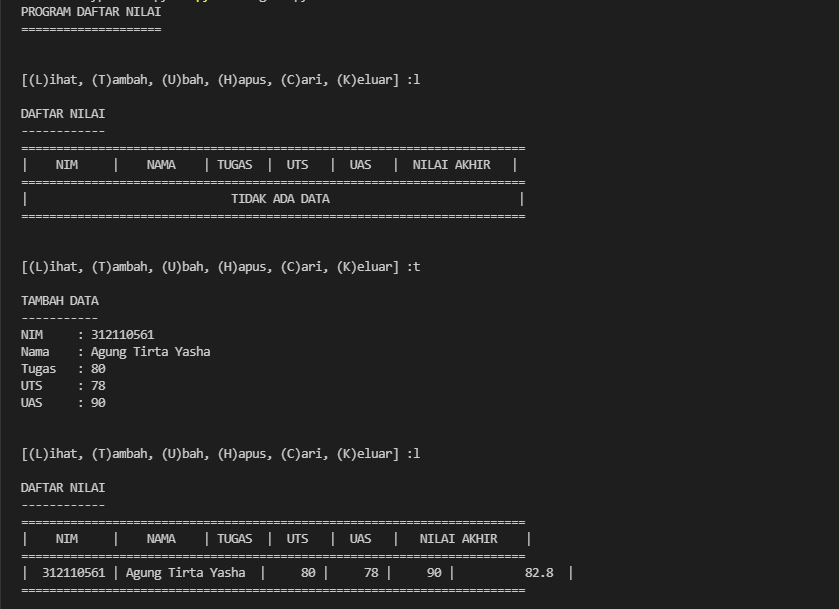 PROGRAM DAFTAR NILAI
====================
[(L)ihat, (T)ambah, (U)bah, (H)apus, (C)ari, (K)eluar] :l
DAFTAR NILAI
------------
========================================================================
|    NIM     |    NAMA    | TUGAS  |  UTS   |  UAS   |  NILAI AKHIR   |
========================================================================
|                             TIDAK ADA DATA                           |
========================================================================
[(L)ihat, (T)ambah, (U)bah, (H)apus, (C)ari, (K)eluar] :t
TAMBAH DATA
-----------
NIM     : 312110561
Nama    : Agung Tirta Yasha
Tugas   : 80
UTS     : 78
UAS     : 90
[(L)ihat, (T)ambah, (U)bah, (H)apus, (C)ari, (K)eluar] :l
DAFTAR NILAI
------------
========================================================================
|    NIM     |    NAMA    | TUGAS  |  UTS   |  UAS   |   NILAI AKHIR    |
========================================================================
|  312110561 | Agung Tirta Yasha  |     80 |     78 |     90 |          82.8  |
========================================================================